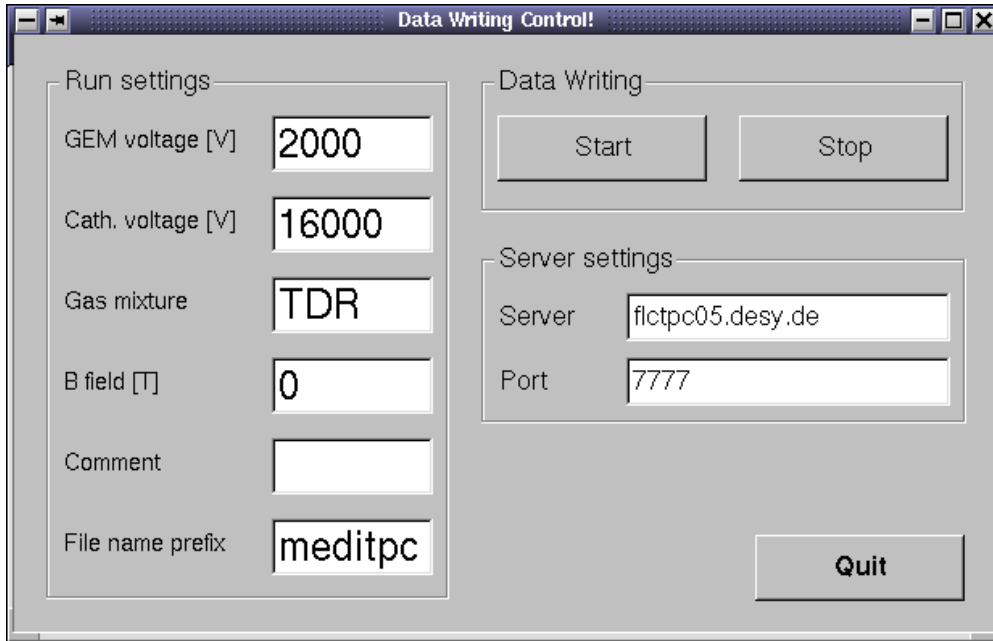 Data Writing Control!
Run settings
GEM voltage [V] 2000
Cath. voltage [V] 16000
Gas mixture TDR
B field [T] 0
Comment
File name prefix meditpc
Data Writing
Start Stop
Server settings
Server flctpc05.desy.de
Port 7777
Quit